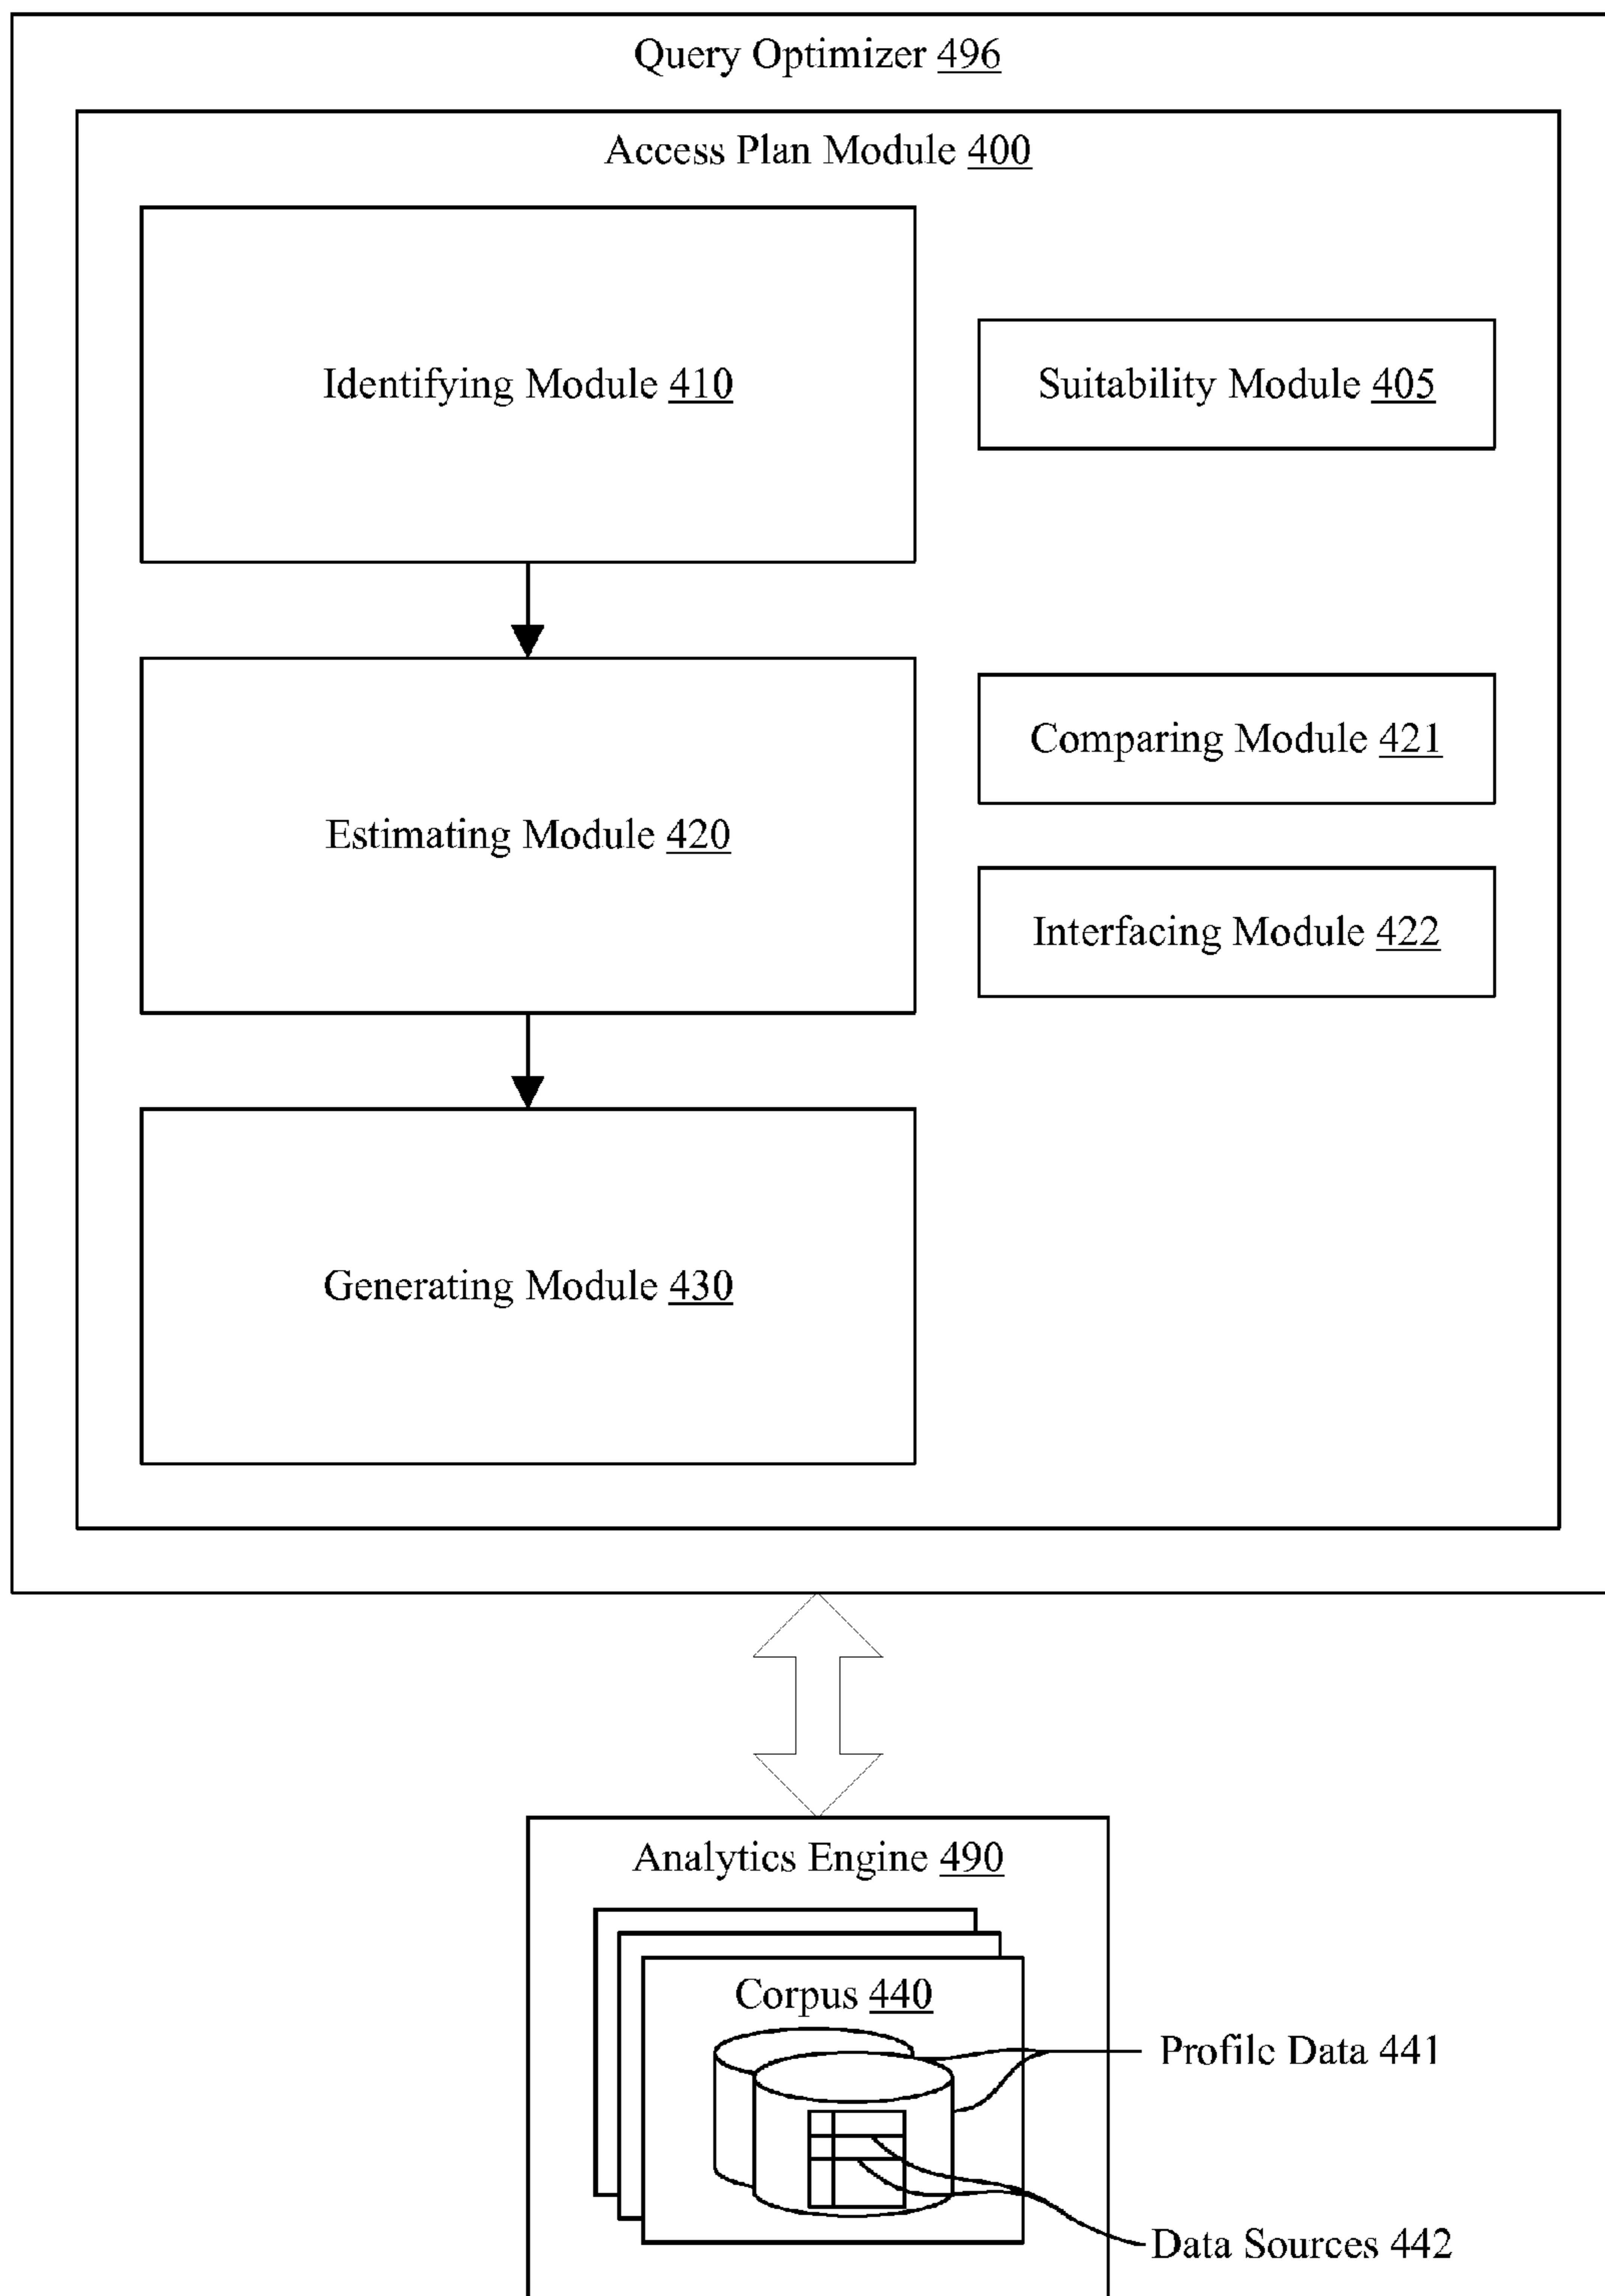 Query Optimizer 496
Access Plan Module 400
Identifying Module 410
Suitability Module 405
Comparing Module 421
Estimating Module 420
Interfacing Module 422
Generating Module 430
Analytics Engine 490
Corpus 440
Profile Data 441
Data Sources 442